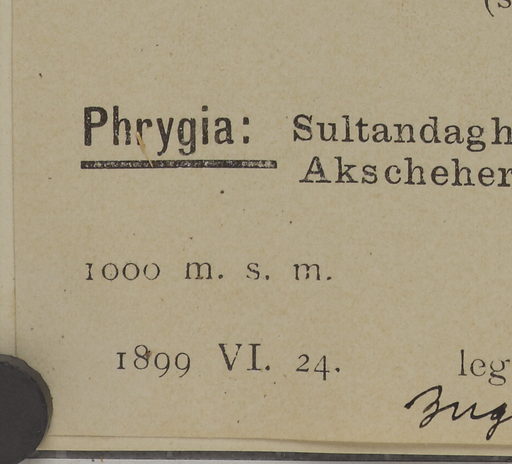 Phrygia: Sultandagh
Akscheher
1000 m. s. m.
1899 VI. 24. leg